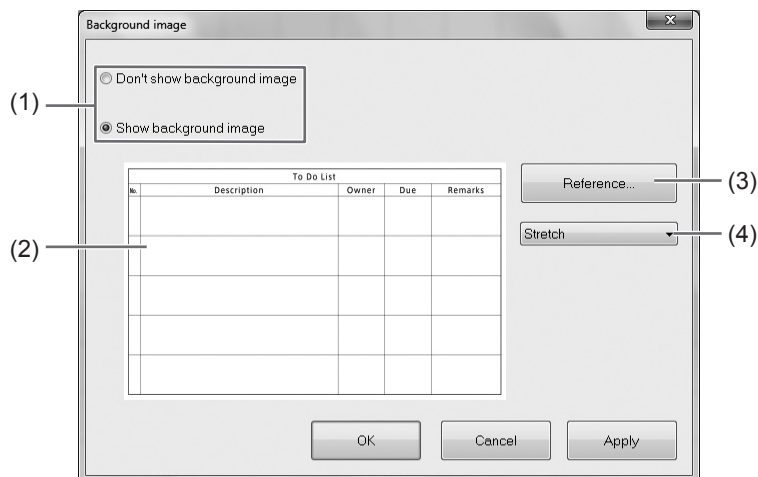 Background image
Don't show background image
(1)
Show background image
To Do List
No. Description Owner Due Remarks
Reference...
(3)
Stretch
(4)
(2)
OK Cancel Apply